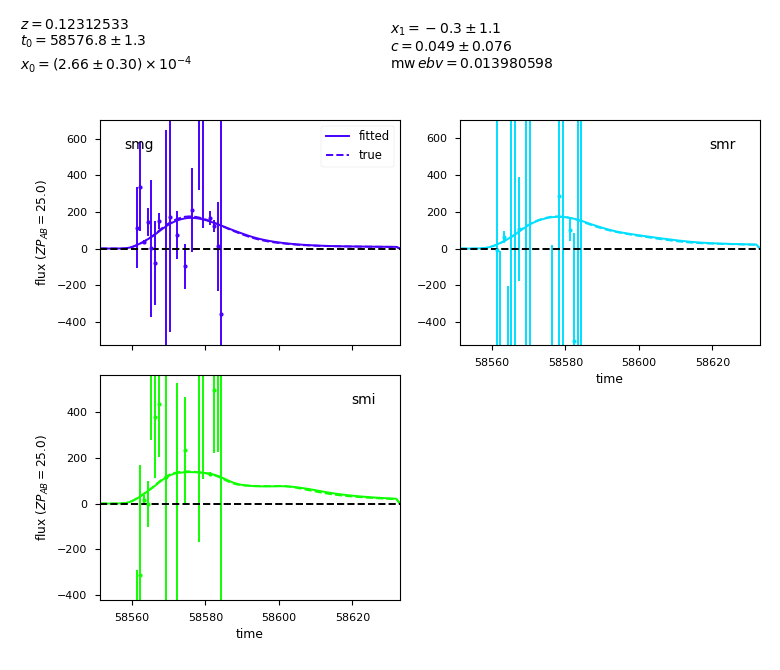 z = 0.12312533
t₀ = 58576.8 ± 1.3
x₀ = (2.66 ± 0.30) × 10⁻⁴
x₁ = −0.3 ± 1.1
c = 0.049 ± 0.076
mw ebv = 0.013980598
smg
fitted
true
600
400
200
0
−200
−400
flux (ZP_AB = 25.0)
smr
600
400
200
0
−200
−400
58560 58580 58600 58620
time
smi
400
200
0
−200
−400
flux (ZP_AB = 25.0)
58560 58580 58600 58620
time